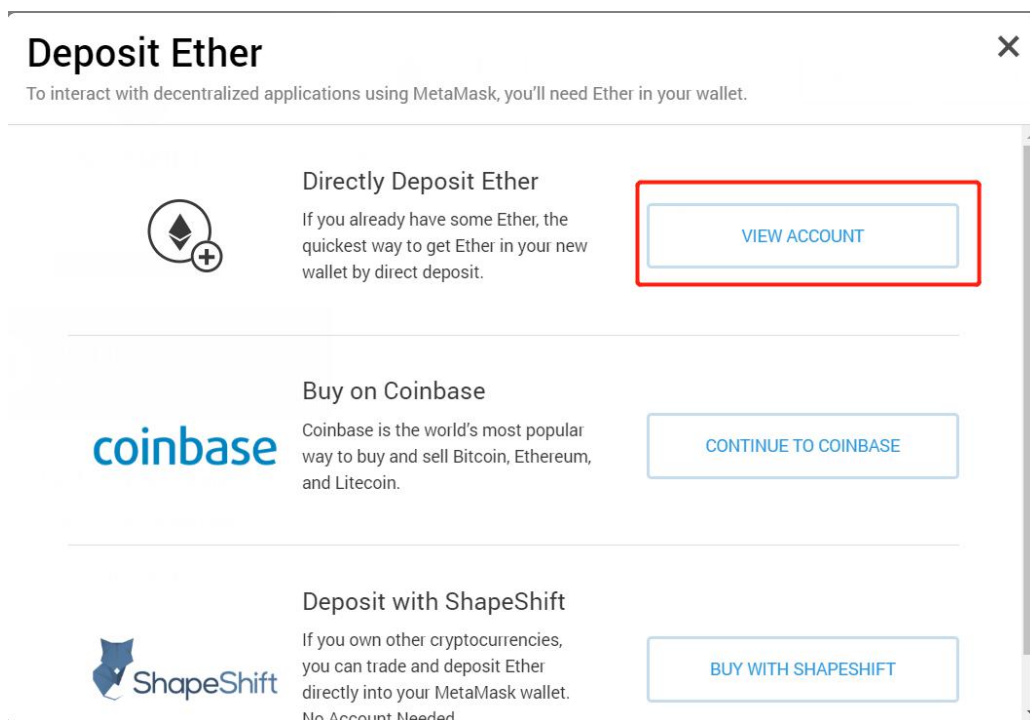 Deposit Ether
To interact with decentralized applications using MetaMask, you'll need Ether in your wallet.
Directly Deposit Ether
If you already have some Ether, the
quickest way to get Ether in your new
wallet by direct deposit.
VIEW ACCOUNT
coinbase
Buy on Coinbase
Coinbase is the world's most popular
way to buy and sell Bitcoin, Ethereum,
and Litecoin.
CONTINUE TO COINBASE
ShapeShift
Deposit with ShapeShift
If you own other cryptocurrencies,
you can trade and deposit Ether
directly into your MetaMask wallet.
No Account Needed
BUY WITH SHAPESHIFT